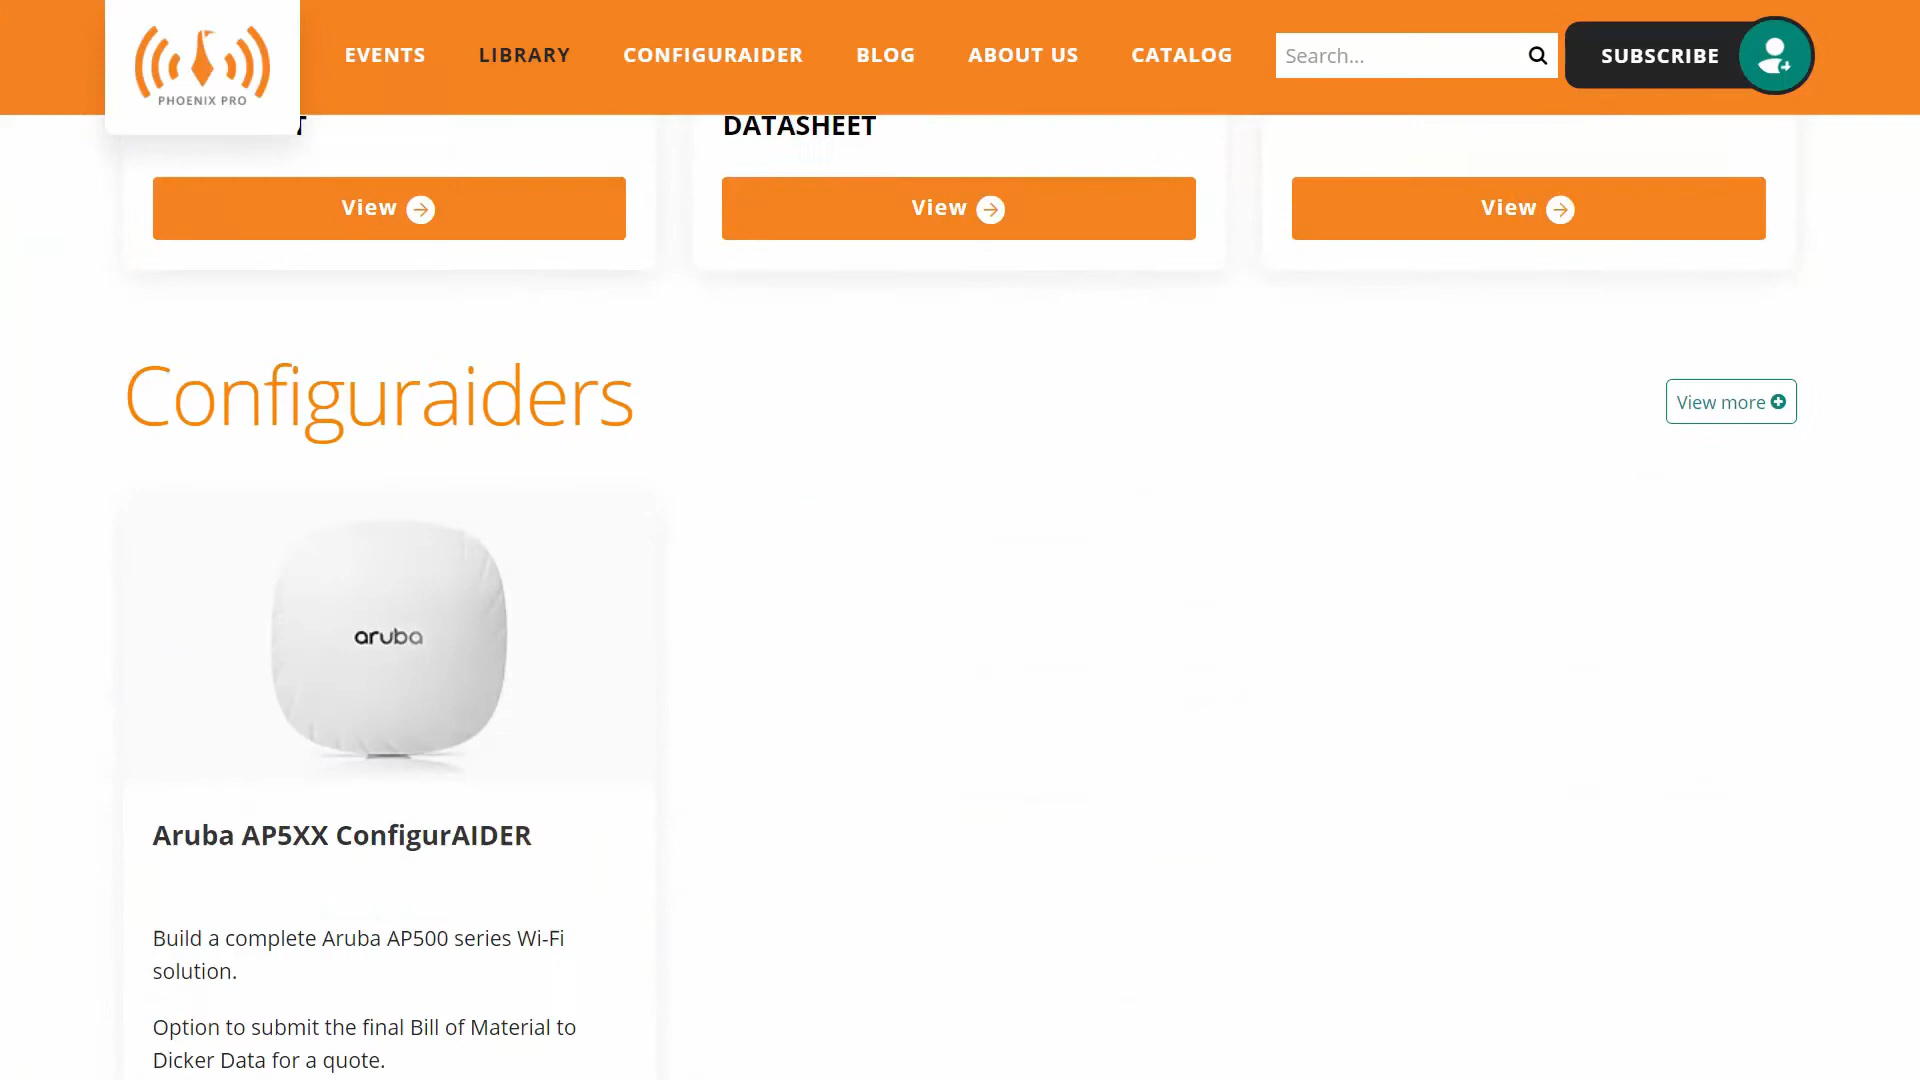 PHOENIX PRO
EVENTS LIBRARY CONFIGURAIDER BLOG ABOUT US CATALOG Search... SUBSCRIBE
T DATASHEET
View View View
Configuraiders
View more
aruba
Aruba AP5XX ConfigurAIDER
Build a complete Aruba AP500 series Wi-Fi
solution.
Option to submit the final Bill of Material to
Dicker Data for a quote.